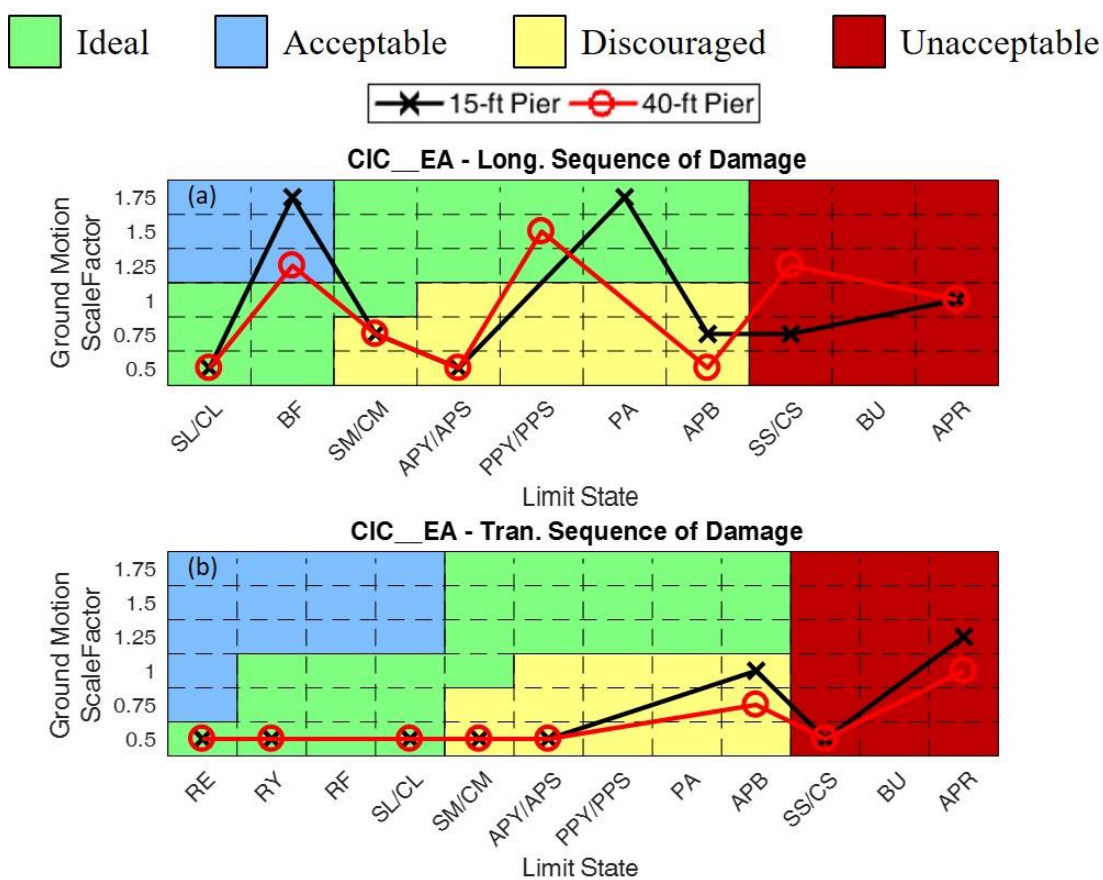 Ideal Acceptable Discouraged Unacceptable
15-ft Pier 40-ft Pier
CIC__EA - Long. Sequence of Damage
(a)
Ground Motion
ScaleFactor
1.75
1.5
1.25
1
0.75
0.5
SL/CL BF SM/CM APY/APS PPY/PPS PA APB SS/CS BU APR
Limit State
CIC__EA - Tran. Sequence of Damage
(b)
Ground Motion
ScaleFactor
1.75
1.5
1.25
1
0.75
0.5
RE RY RF SL/CL SM/CM APY/APS PPY/PPS PA APB SS/CS BU APR
Limit State